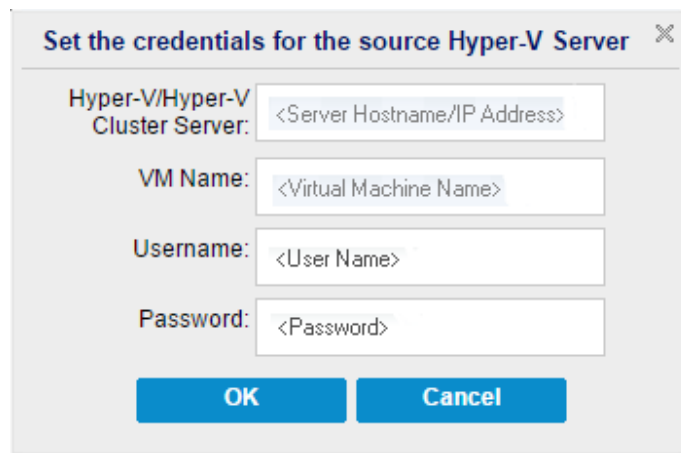 Set the credentials for the source Hyper-V Server
Hyper-V/Hyper-V
Cluster Server:
<Server Hostname/IP Address>
VM Name:
<Virtual Machine Name>
Username:
<User Name>
Password:
<Password>
OK
Cancel